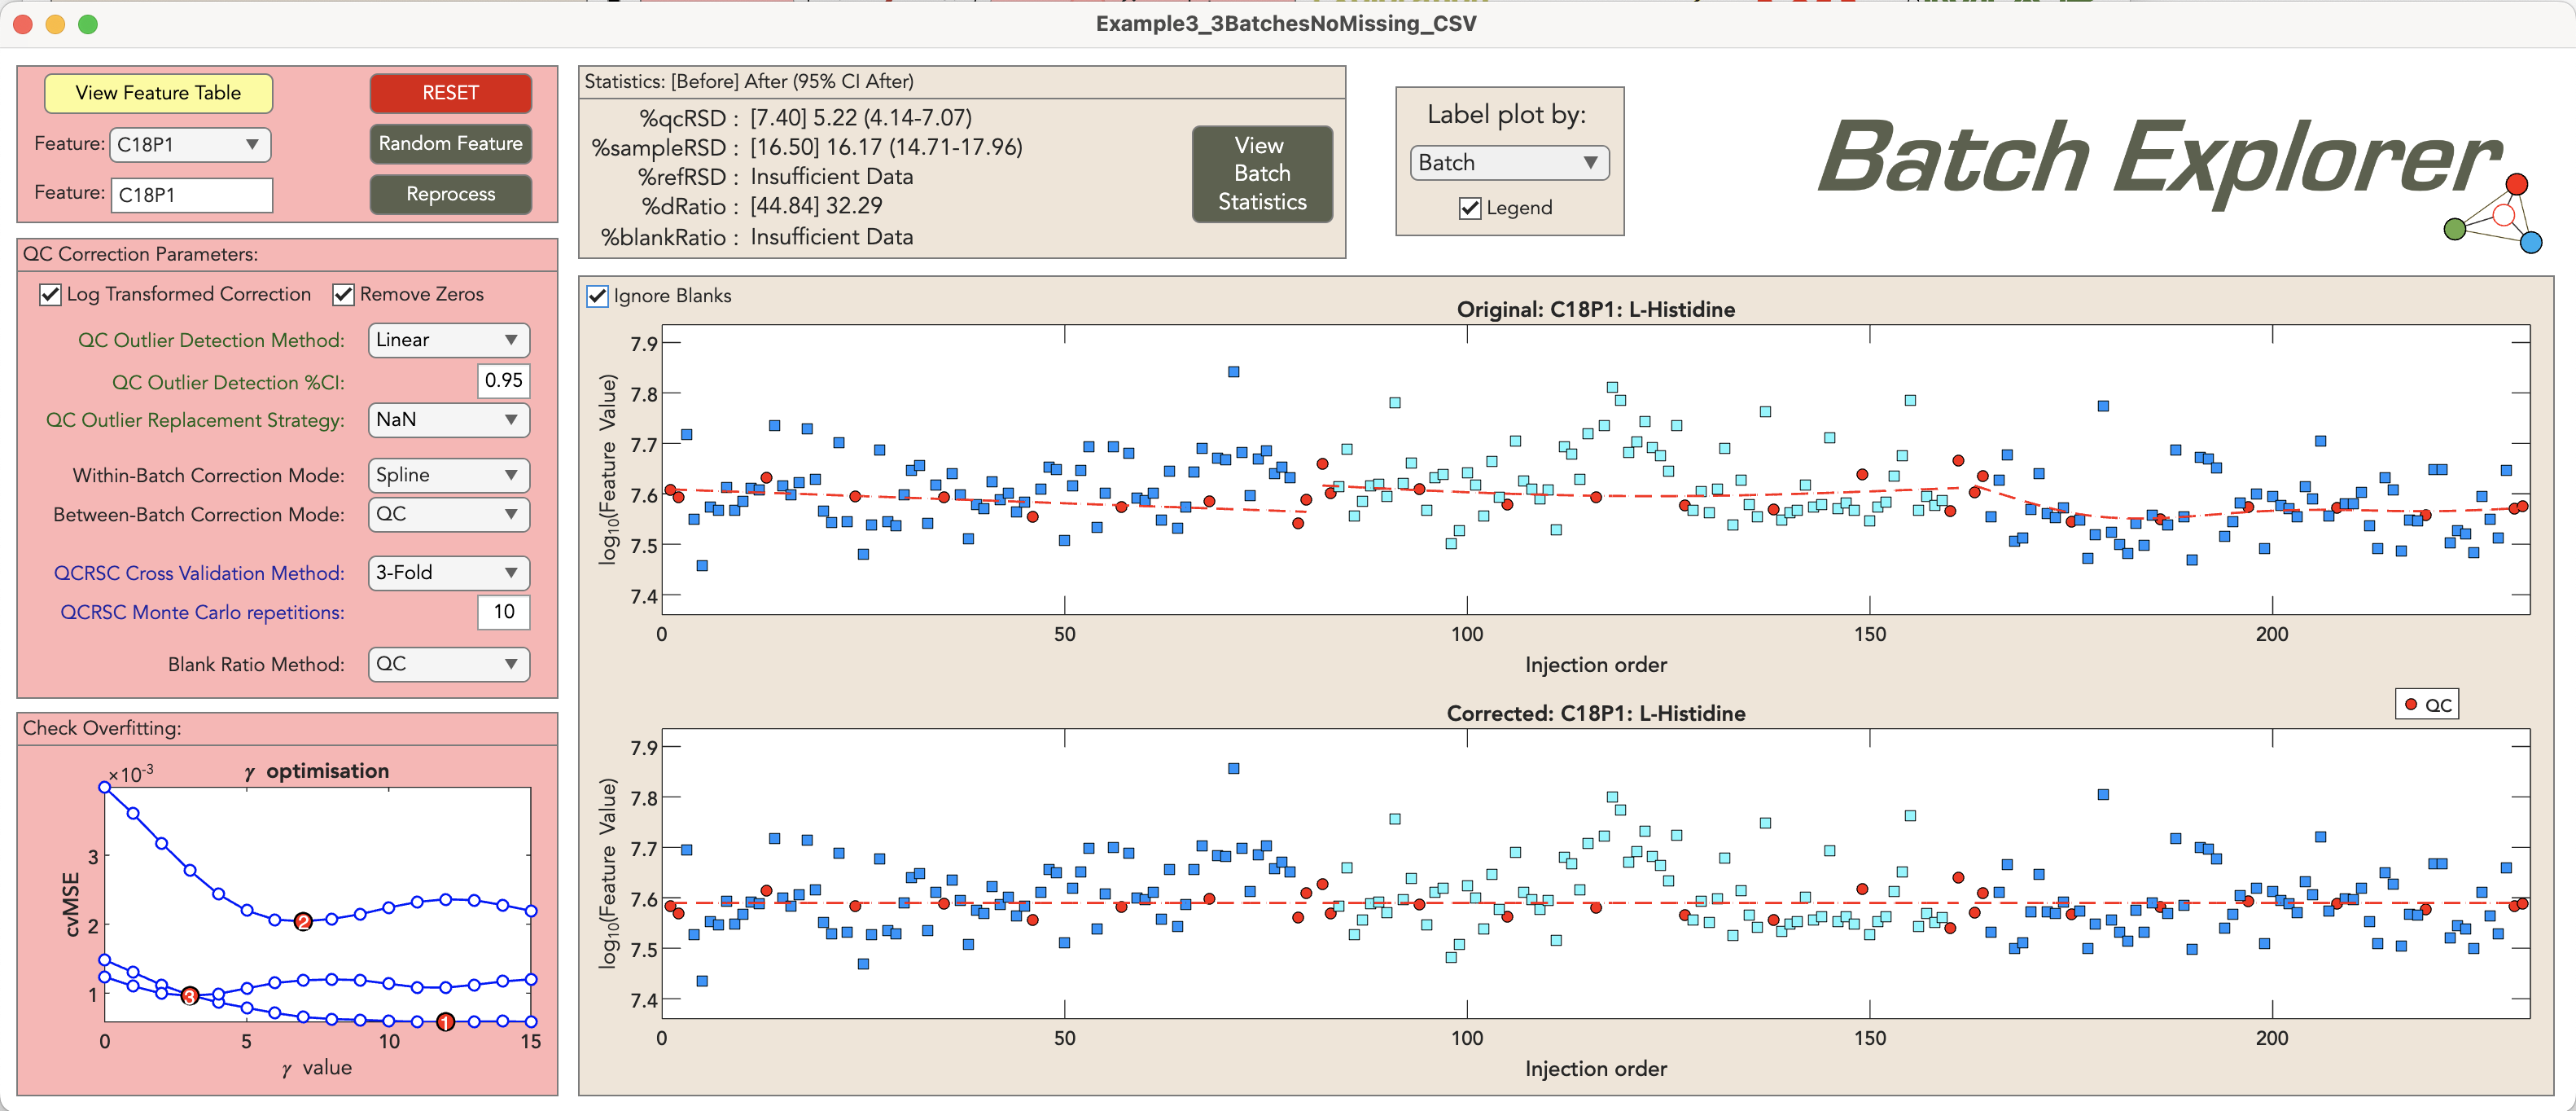 Example3_3BatchesNoMissing_CSV
View Feature Table
RESET
Feature: C18P1
Random Feature
Feature: C18P1
Reprocess
QC Correction Parameters:
Log Transformed Correction
Remove Zeros
QC Outlier Detection Method: Linear
QC Outlier Detection %CI: 0.95
QC Outlier Replacement Strategy: NaN
Within-Batch Correction Mode: Spline
Between-Batch Correction Mode: QC
QCRSC Cross Validation Method: 3-Fold
QCRSC Monte Carlo repetitions: 10
Blank Ratio Method: QC
Check Overfitting:
×10⁻³
γ optimisation
3
2
1
cvMSE
2
3
1
0 5 10 15
γ value
Statistics: [Before] After (95% CI After)
%qcRSD : [7.40] 5.22 (4.14-7.07)
%sampleRSD : [16.50] 16.17 (14.71-17.96)
%refRSD : Insufficient Data
%dRatio : [44.84] 32.29
%blankRatio : Insufficient Data
View
Batch
Statistics
Label plot by:
Batch
Legend
Batch Explorer
Ignore Blanks
Original: C18P1: L-Histidine
7.9
7.8
7.7
7.6
7.5
7.4
log₁₀(Feature Value)
0 50 100 150 200
Injection order
QC
Corrected: C18P1: L-Histidine
7.9
7.8
7.7
7.6
7.5
7.4
log₁₀(Feature Value)
0 50 100 150 200
Injection order